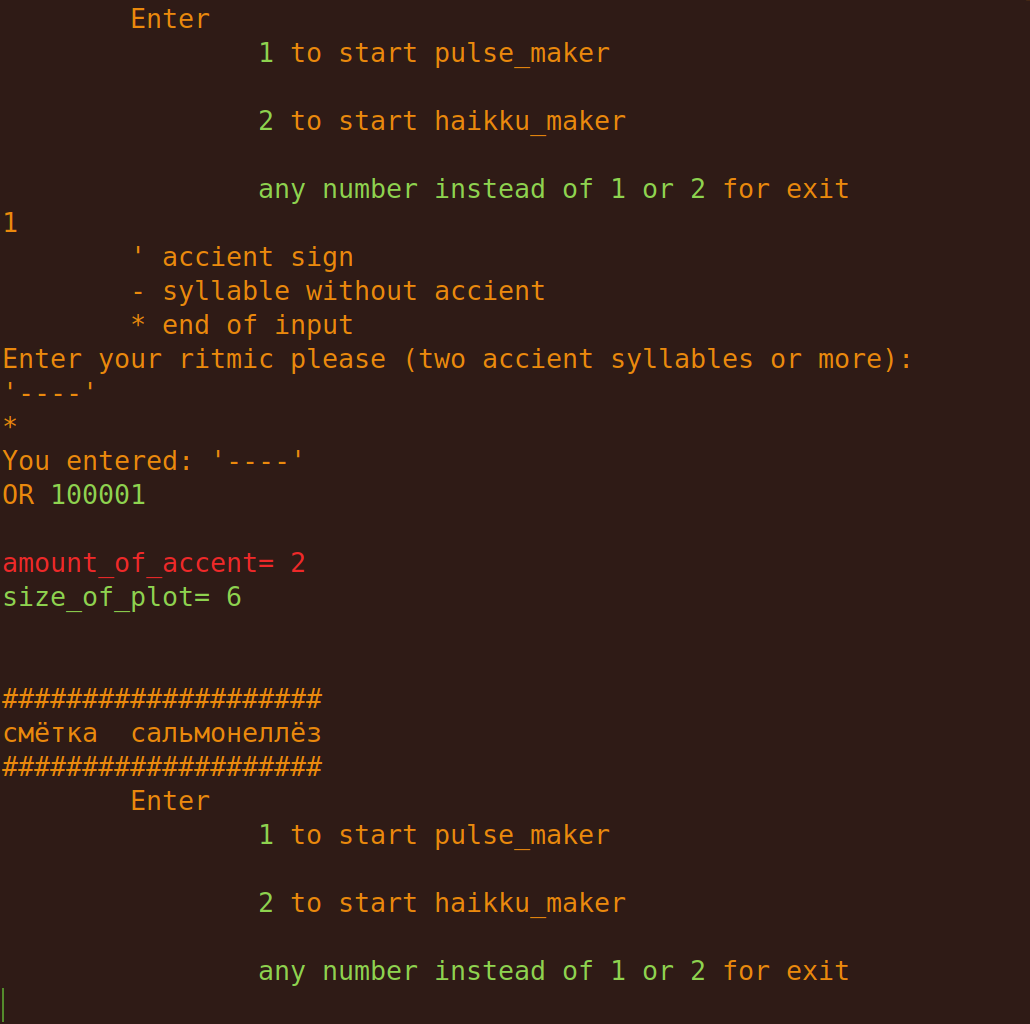 Enter
1 to start pulse_maker
2 to start haikku_maker
any number instead of 1 or 2 for exit
1
' accient sign
- syllable without accient
* end of input
Enter your ritmic please (two accient syllables or more):
'----'
*
You entered: '----'
OR 100001
amount_of_accent= 2
size_of_plot= 6
####################
смётка  сальмонеллёз
####################
Enter
1 to start pulse_maker
2 to start haikku_maker
any number instead of 1 or 2 for exit